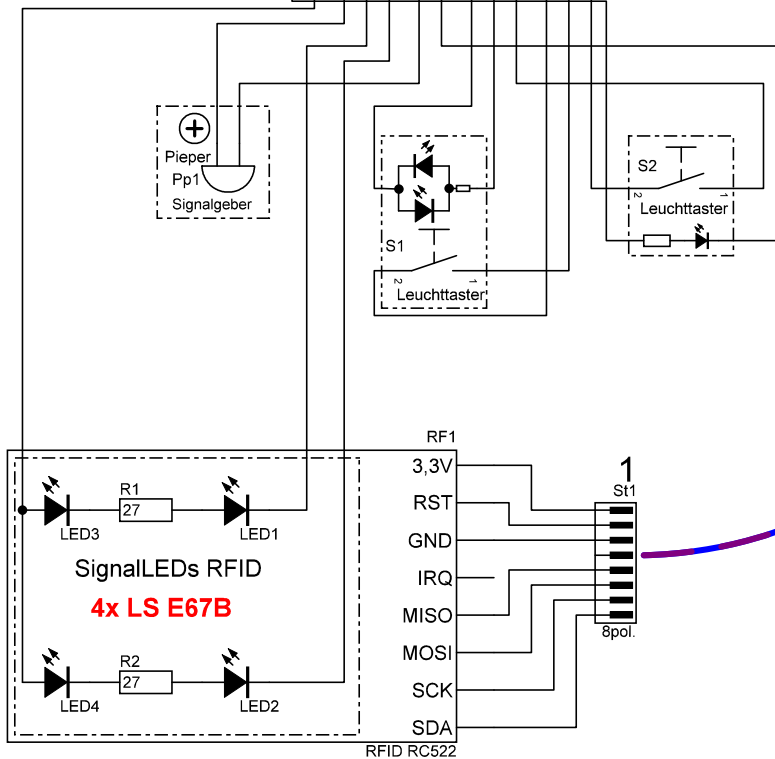 Pieper
Pp1
Signalgeber
S1
2
1
Leuchttaster
S2
2
1
Leuchttaster
RF1
3,3V
RST
GND
IRQ
MISO
MOSI
SCK
SDA
RFID RC522
1
St1
8pol.
R1
27
LED3
LED1
SignalLEDs RFID
4x LS E67B
R2
27
LED4
LED2